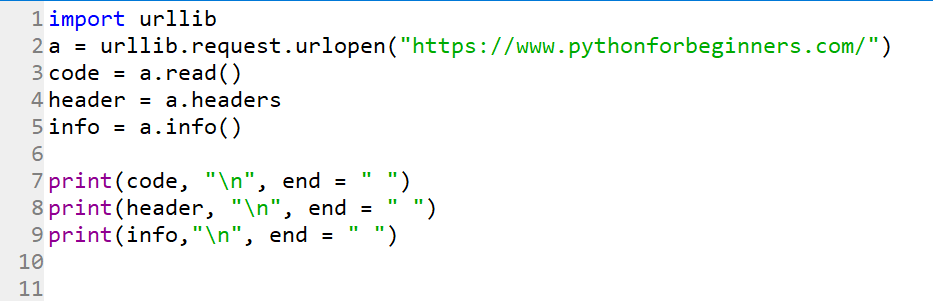 1 import urllib
2 a = urllib.request.urlopen("https://www.pythonforbeginners.com/")
3 code = a.read()
4 header = a.headers
5 info = a.info()
6
7 print(code, "\n", end = " ")
8 print(header, "\n", end = " ")
9 print(info,"\n", end = " ")
10
11